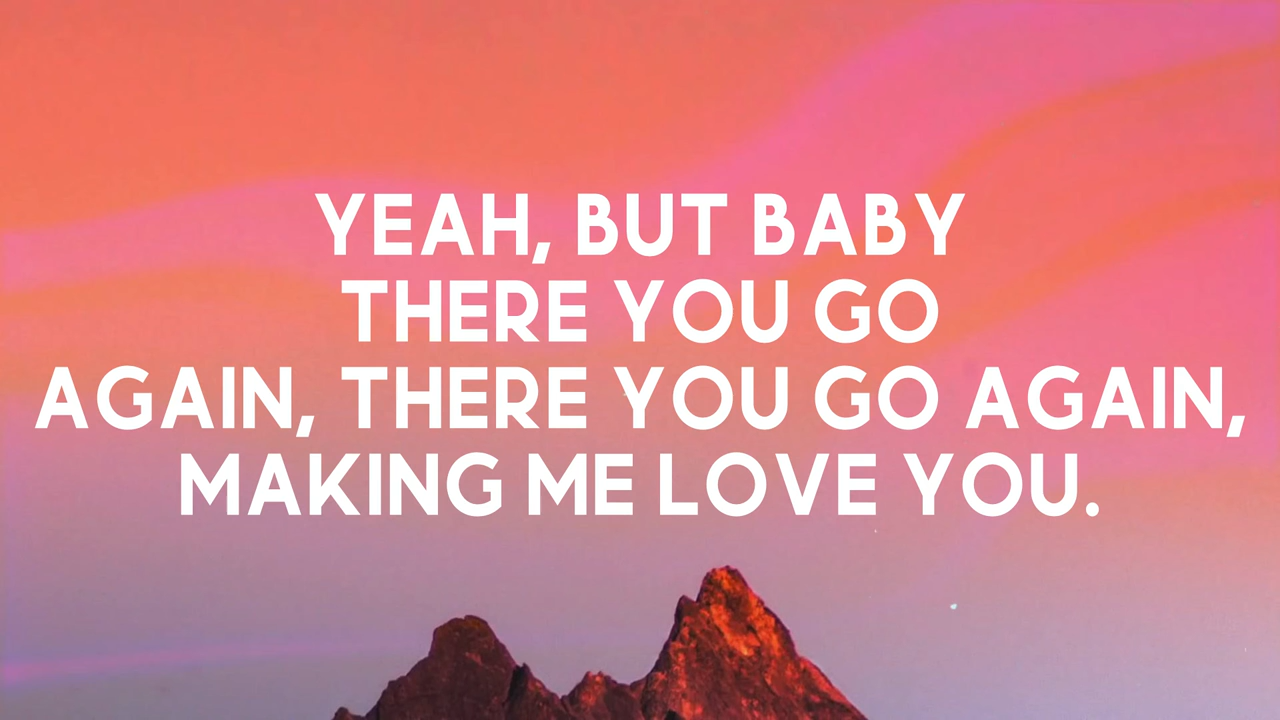 YEAH, BUT BABY
THERE YOU GO
AGAIN, THERE YOU GO AGAIN,
MAKING ME LOVE YOU.